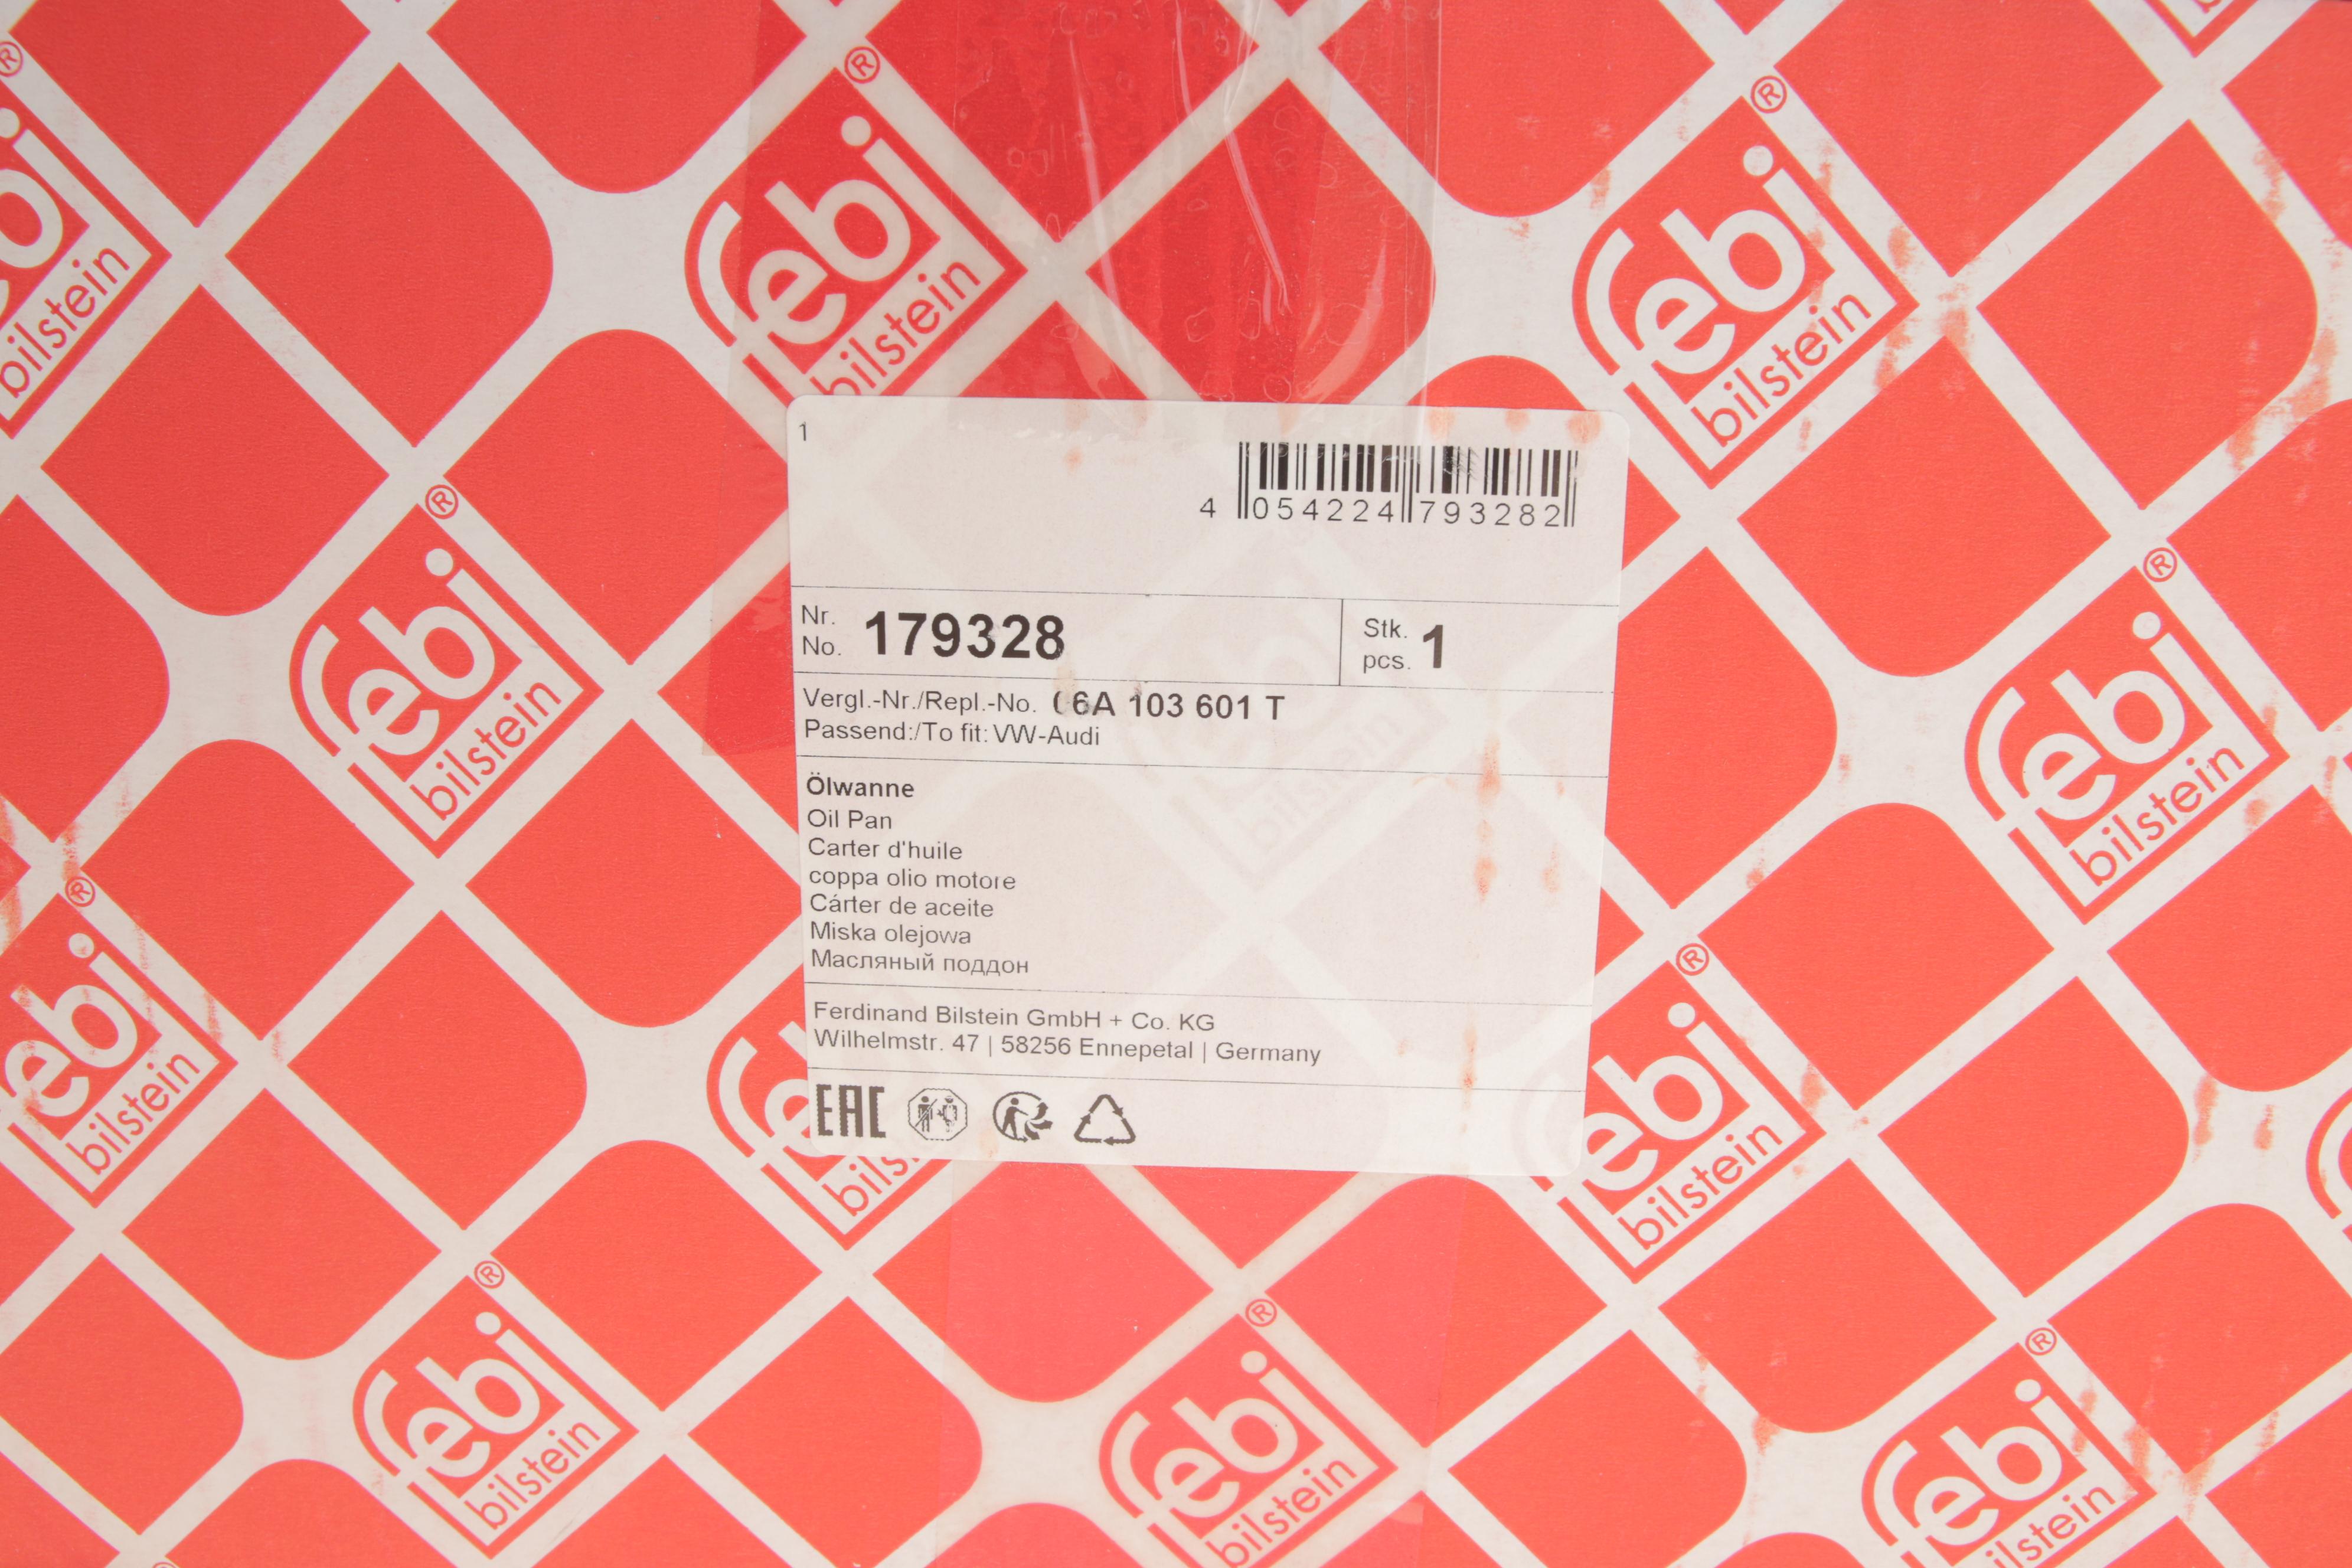 febi®
bilstein
1
4 054224 793282
Nr.
No. 179328
Stk.
pcs. 1
Vergl.-Nr./Repl.-No. 06A 103 601 T
Passend:/To fit: VW-Audi
Ölwanne
Oil Pan
Carter d'huile
coppa olio motore
Cárter de aceite
Miska olejowa
Масляный поддон
Ferdinand Bilstein GmbH + Co. KG
Wilhelmstr. 47 | 58256 Ennepetal | Germany
EAC